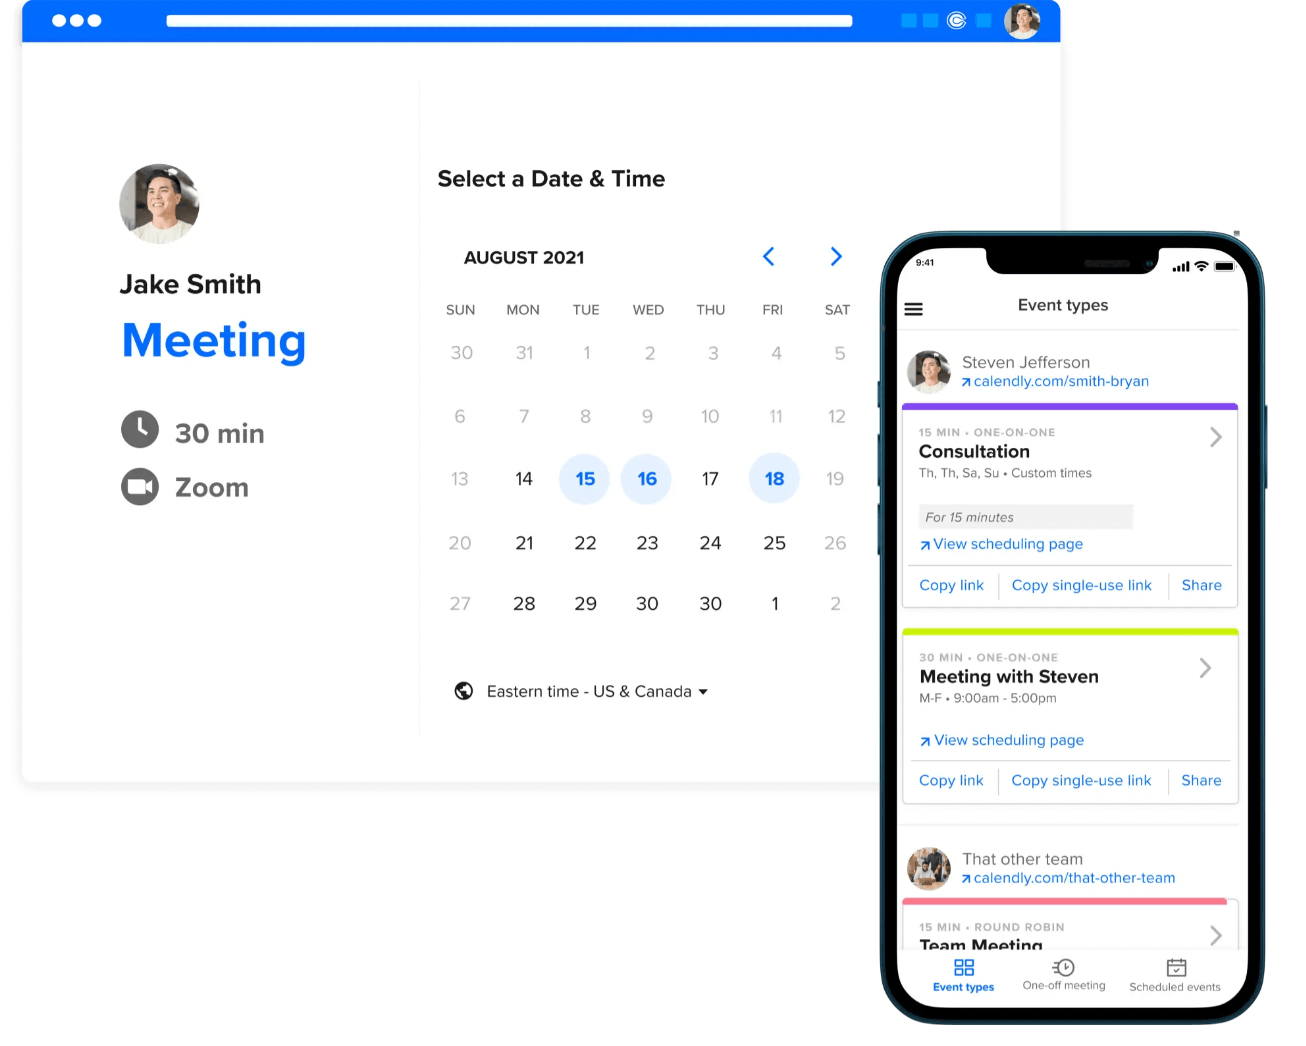 Jake Smith
Meeting
30 min
Zoom
Select a Date & Time
AUGUST 2021
SUN MON TUE WED THU FRI SAT
30 31 1 2 3 4 5
6 7 8 9 10 11 12
13 14 15 16 17 18 19
20 21 22 23 24 25 26
27 28 29 30 30 1 2
Eastern time - US & Canada
9:41
Event types
Steven Jefferson
calendly.com/smith-bryan
15 MIN • ONE-ON-ONE
Consultation
Th, Th, Sa, Su • Custom times
For 15 minutes
View scheduling page
Copy link Copy single-use link Share
30 MIN • ONE-ON-ONE
Meeting with Steven
M-F • 9:00am - 5:00pm
View scheduling page
Copy link Copy single-use link Share
That other team
calendly.com/that-other-team
15 MIN • ROUND ROBIN
Team Meeting
Event types One-off meeting Scheduled events